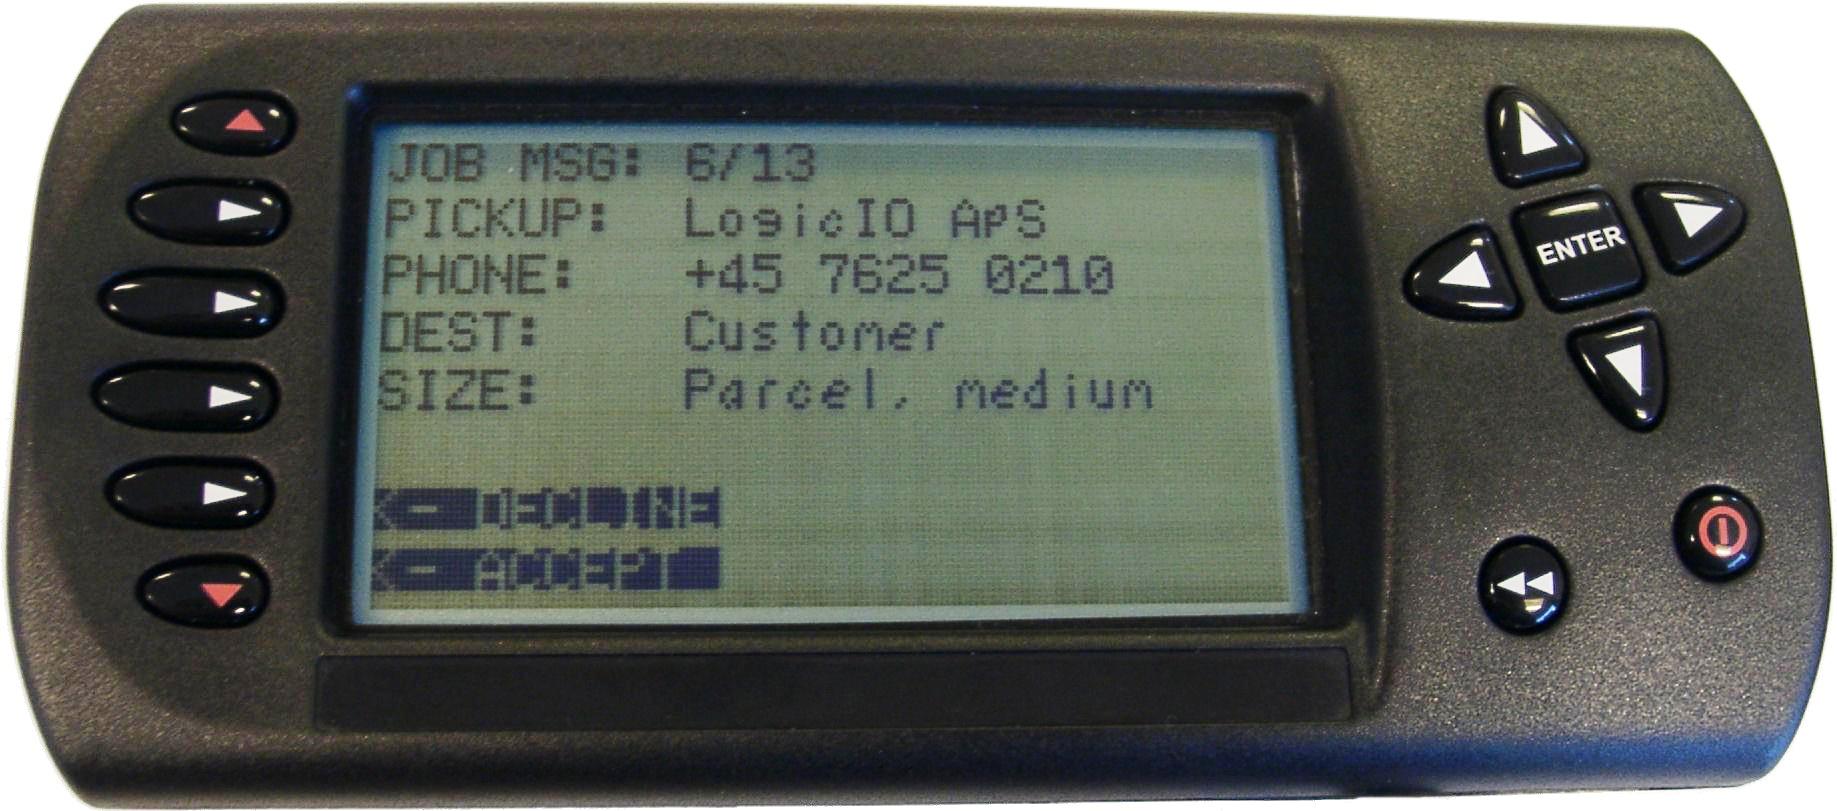 JOB MSG: 6/13
PICKUP: LogicIO ApS
PHONE: +45 7625 0210
DEST: Customer
SIZE: Parcel, medium
<- DECLINE
<- ACCEPT
ENTER